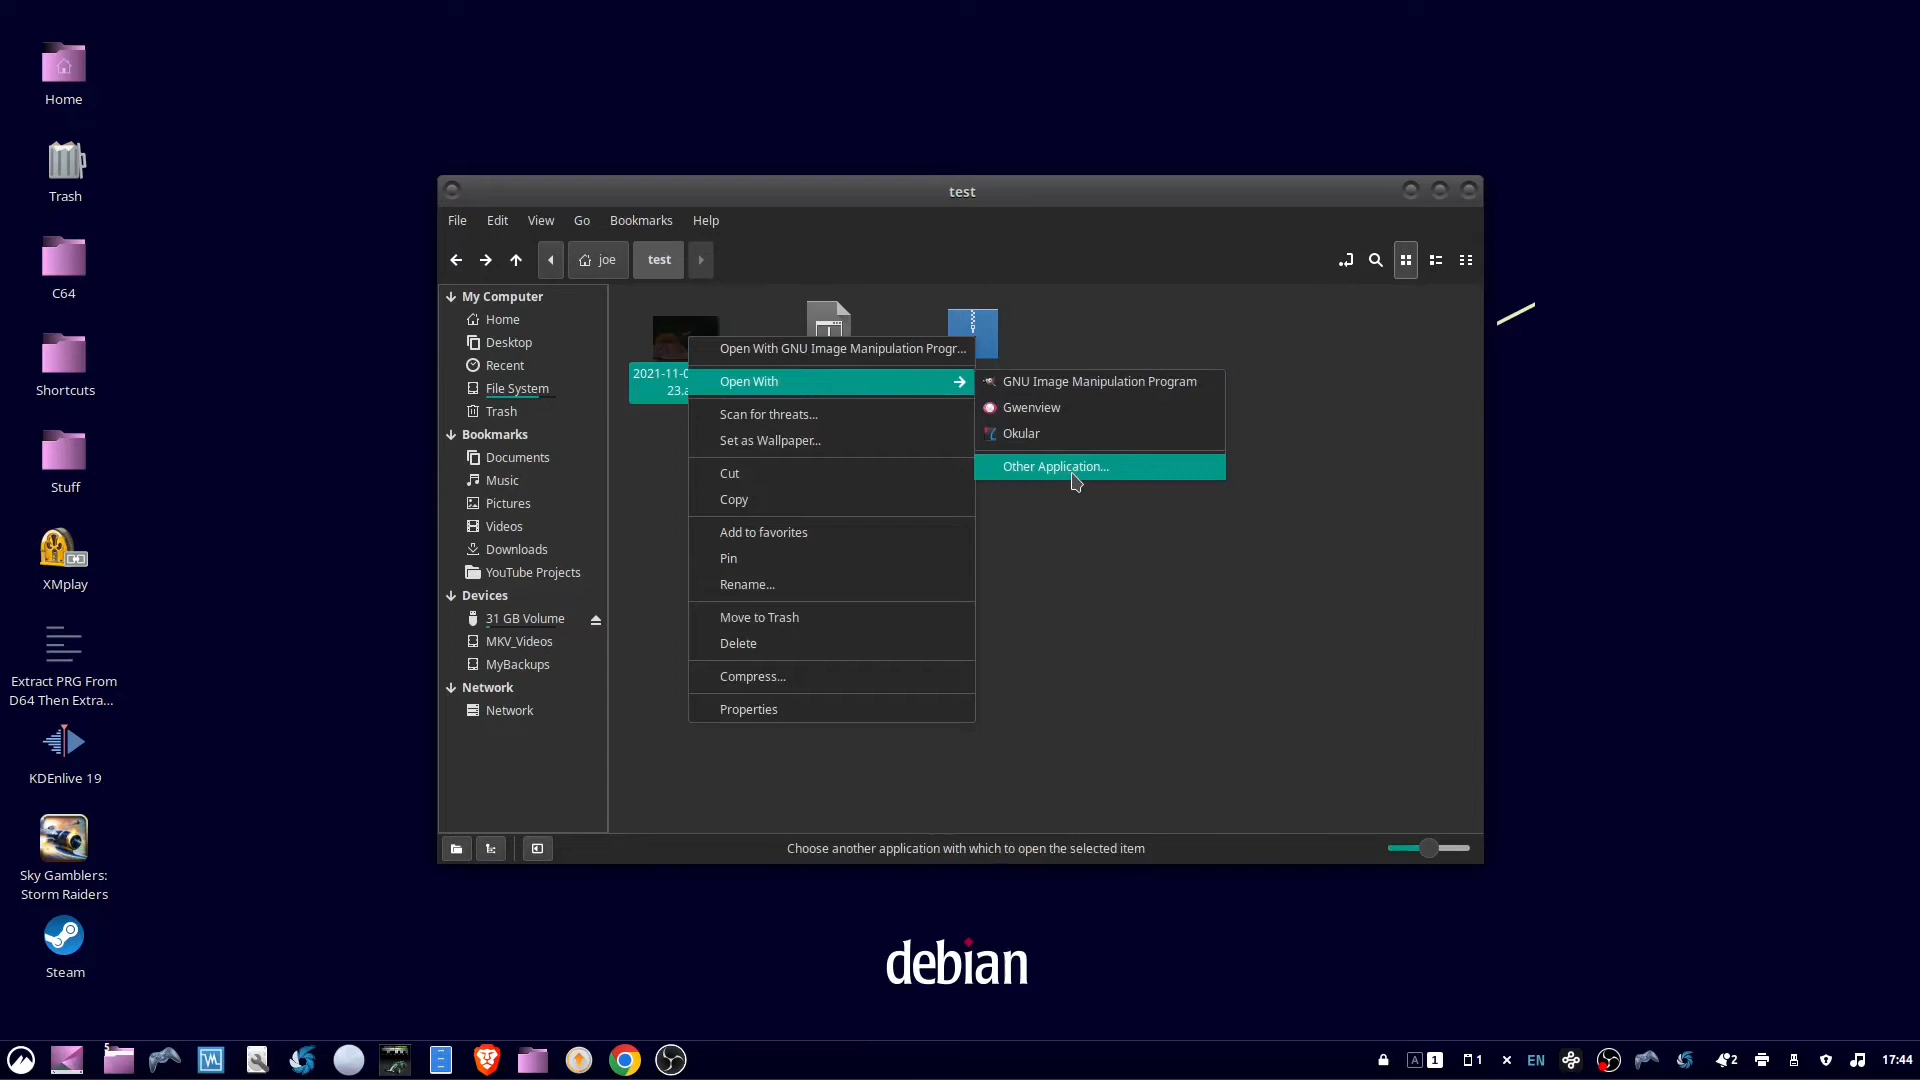 Home
Trash
C64
Shortcuts
Stuff
XMplay
Extract PRG From
D64 Then Extra...
KDEnlive 19
Sky Gamblers:
Storm Raiders
Steam
test
File Edit View Go Bookmarks Help
joe
test
My Computer
Home
Desktop
Recent
File System
Trash
Bookmarks
Documents
Music
Pictures
Videos
Downloads
YouTube Projects
Devices
31 GB Volume
MKV_Videos
MyBackups
Network
Network
2021-11-0
Open With GNU Image Manipulation Progr...
Open With
Scan for threats...
Set as Wallpaper...
Cut
Copy
Add to favorites
Pin
Rename...
Move to Trash
Delete
Compress...
Properties
GNU Image Manipulation Program
Gwenview
Okular
Other Application...
Choose another application with which to open the selected item
debian
5
A 1 1 EN 2 17:44